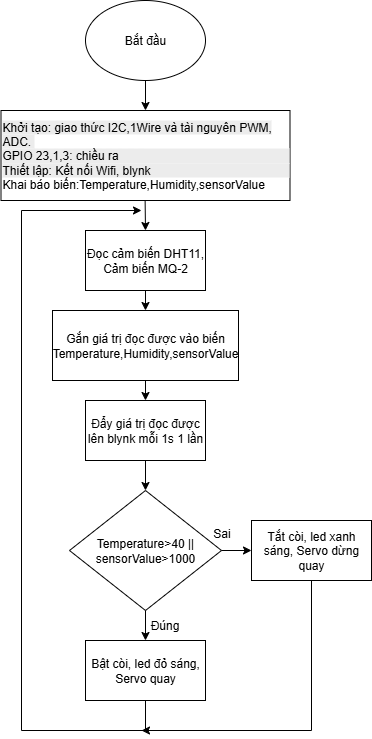 Bắt đầu
Khởi tạo: giao thức I2C,1Wire và tài nguyên PWM,
ADC.
GPIO 23,1,3: chiều ra
Thiết lập: Kết nối Wifi, blynk
Khai báo biến:Temperature,Humidity,sensorValue
Đọc cảm biến DHT11,
Cảm biến MQ-2
Gắn giá trị đọc được vào biến
Temperature,Humidity,sensorValue
Đẩy giá trị đọc được
lên blynk mỗi 1s 1 lần
Temperature>40 ||
sensorValue>1000
Sai
Tắt còi, led xanh
sáng, Servo dừng
quay
Đúng
Bật còi, led đỏ sáng,
Servo quay